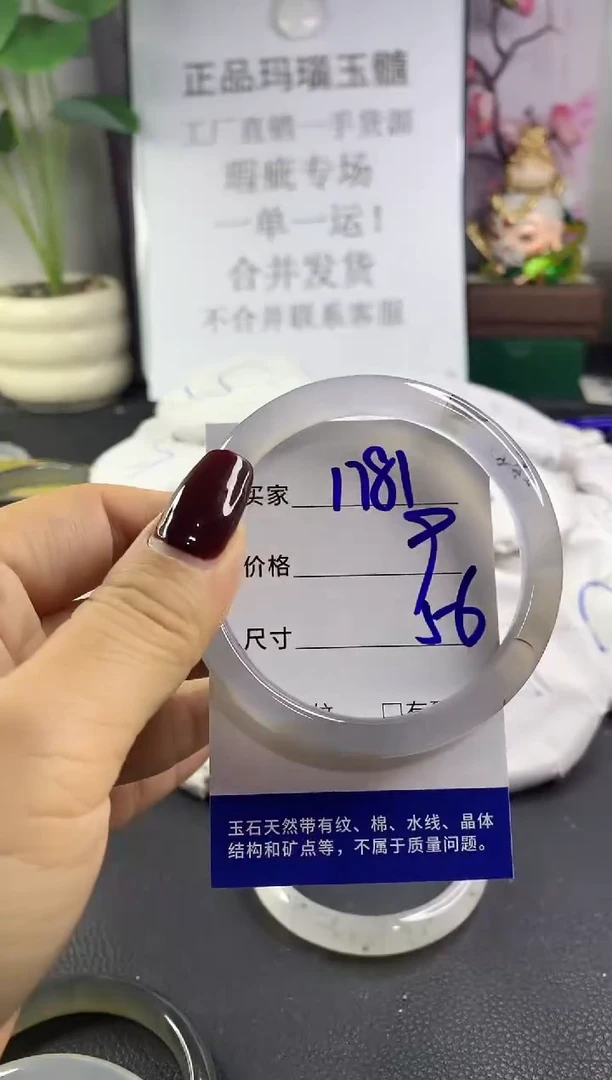 正品玛瑙玉髓
工厂直销一手货源
瑕疵专场
一单一运！
合并发货
不合并联系客服
买家 1781
价格
尺寸 56
玉石天然带有纹、棉、水线、晶体
结构和矿点等，不属于质量问题。